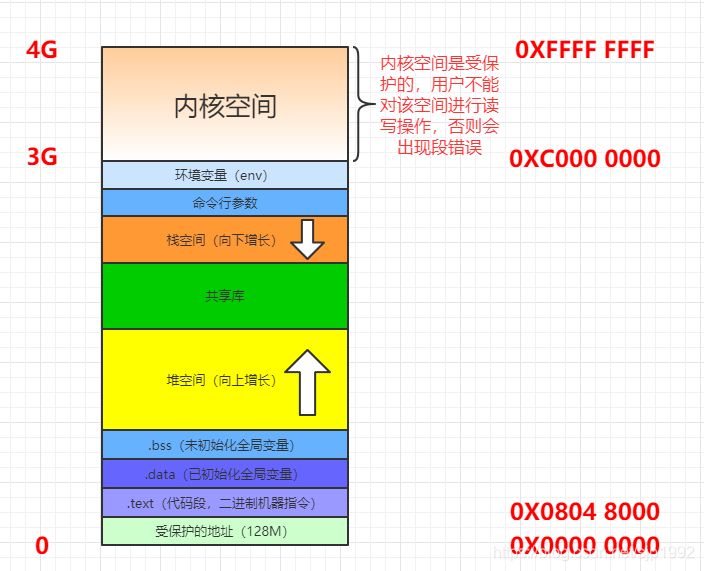 4G
0XFFFF FFFF
内核空间
内核空间是受保
护的，用户不能
对该空间进行读
写操作，否则会
出现段错误
3G
0XC000 0000
环境变量（env）
命令行参数
栈空间（向下增长）
共享库
堆空间（向上增长）
.bss（未初始化全局变量）
.data（已初始化全局变量）
.text（代码段，二进制机器指令）
0X0804 8000
受保护的地址（128M）
0
0X0000 0000